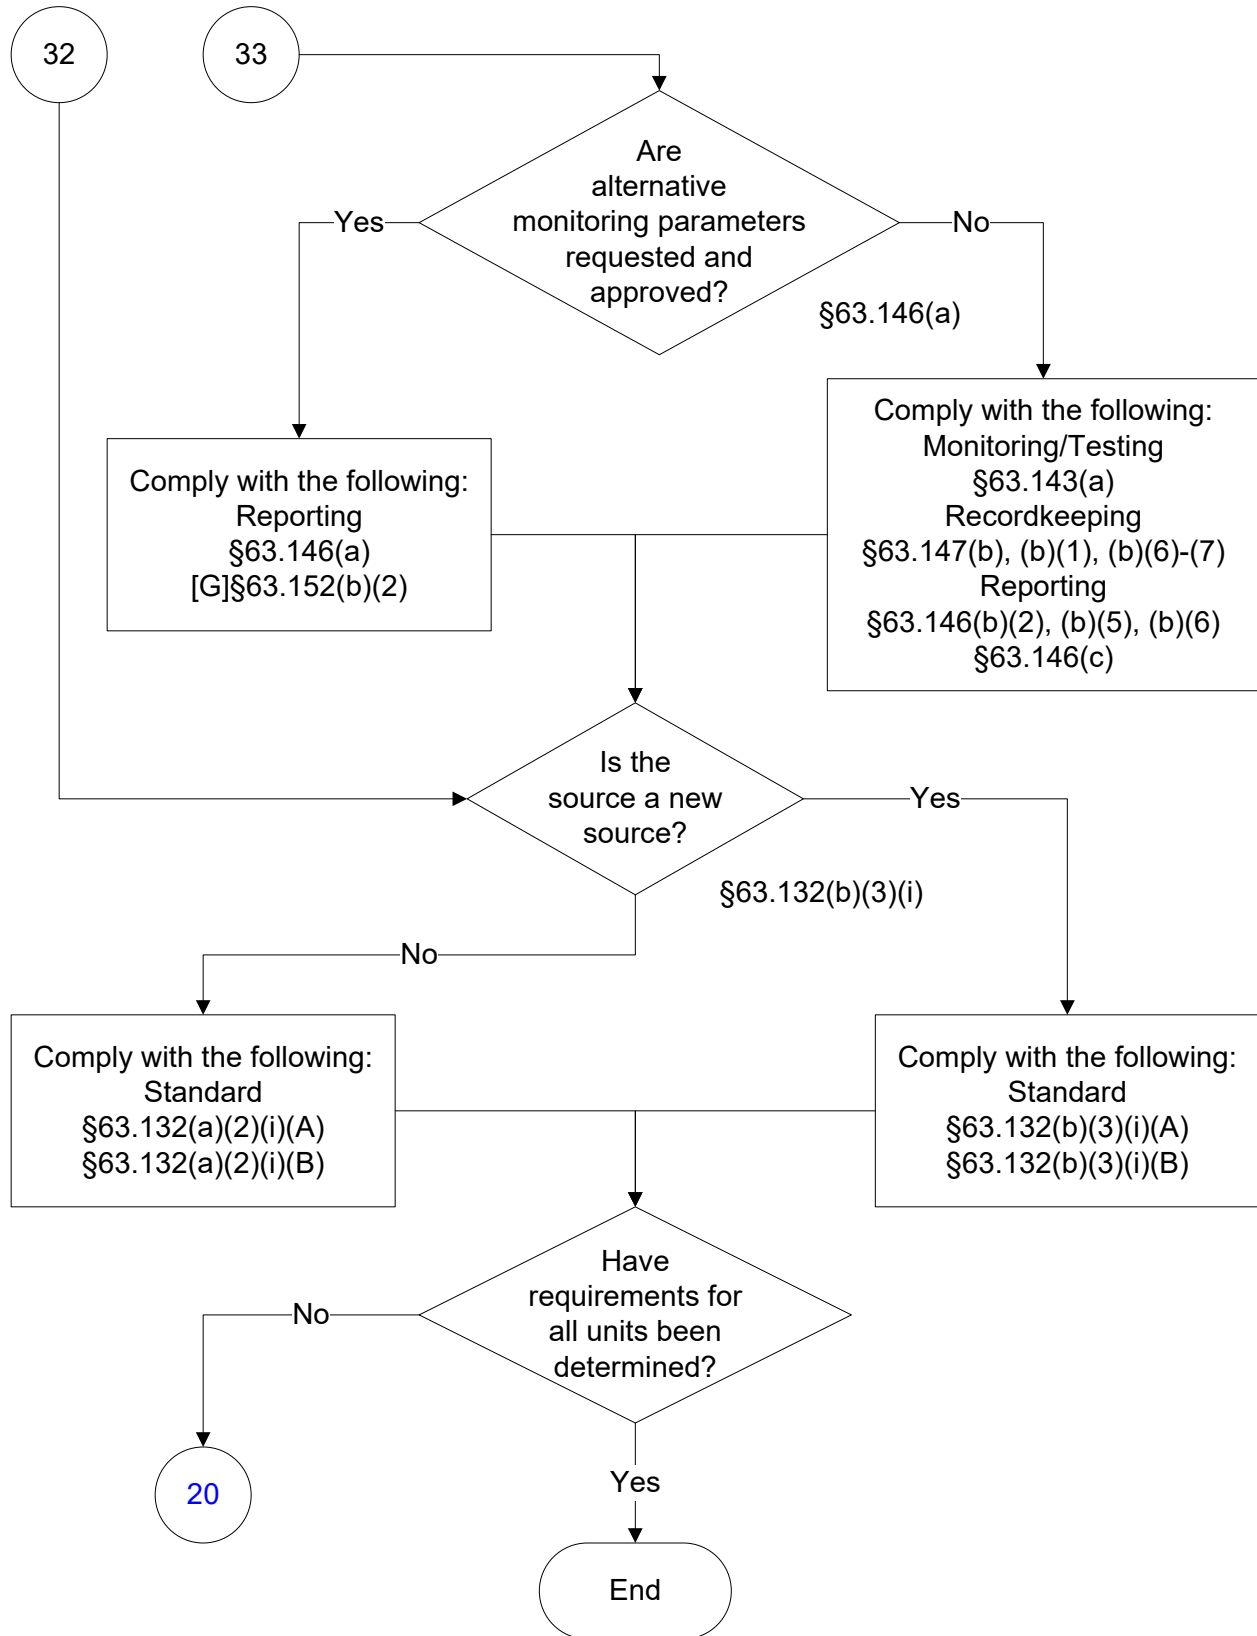 32
33
Are
alternative
monitoring parameters
requested and
approved?
Yes
No
§63.146(a)
Comply with the following:
Reporting
§63.146(a)
[G]§63.152(b)(2)
Comply with the following:
Monitoring/Testing
§63.143(a)
Recordkeeping
§63.147(b), (b)(1), (b)(6)-(7)
Reporting
§63.146(b)(2), (b)(5), (b)(6)
§63.146(c)
Is the
source a new
source?
Yes
§63.132(b)(3)(i)
No
Comply with the following:
Standard
§63.132(a)(2)(i)(A)
§63.132(a)(2)(i)(B)
Comply with the following:
Standard
§63.132(b)(3)(i)(A)
§63.132(b)(3)(i)(B)
Have
requirements for
all units been
determined?
No
20
Yes
End